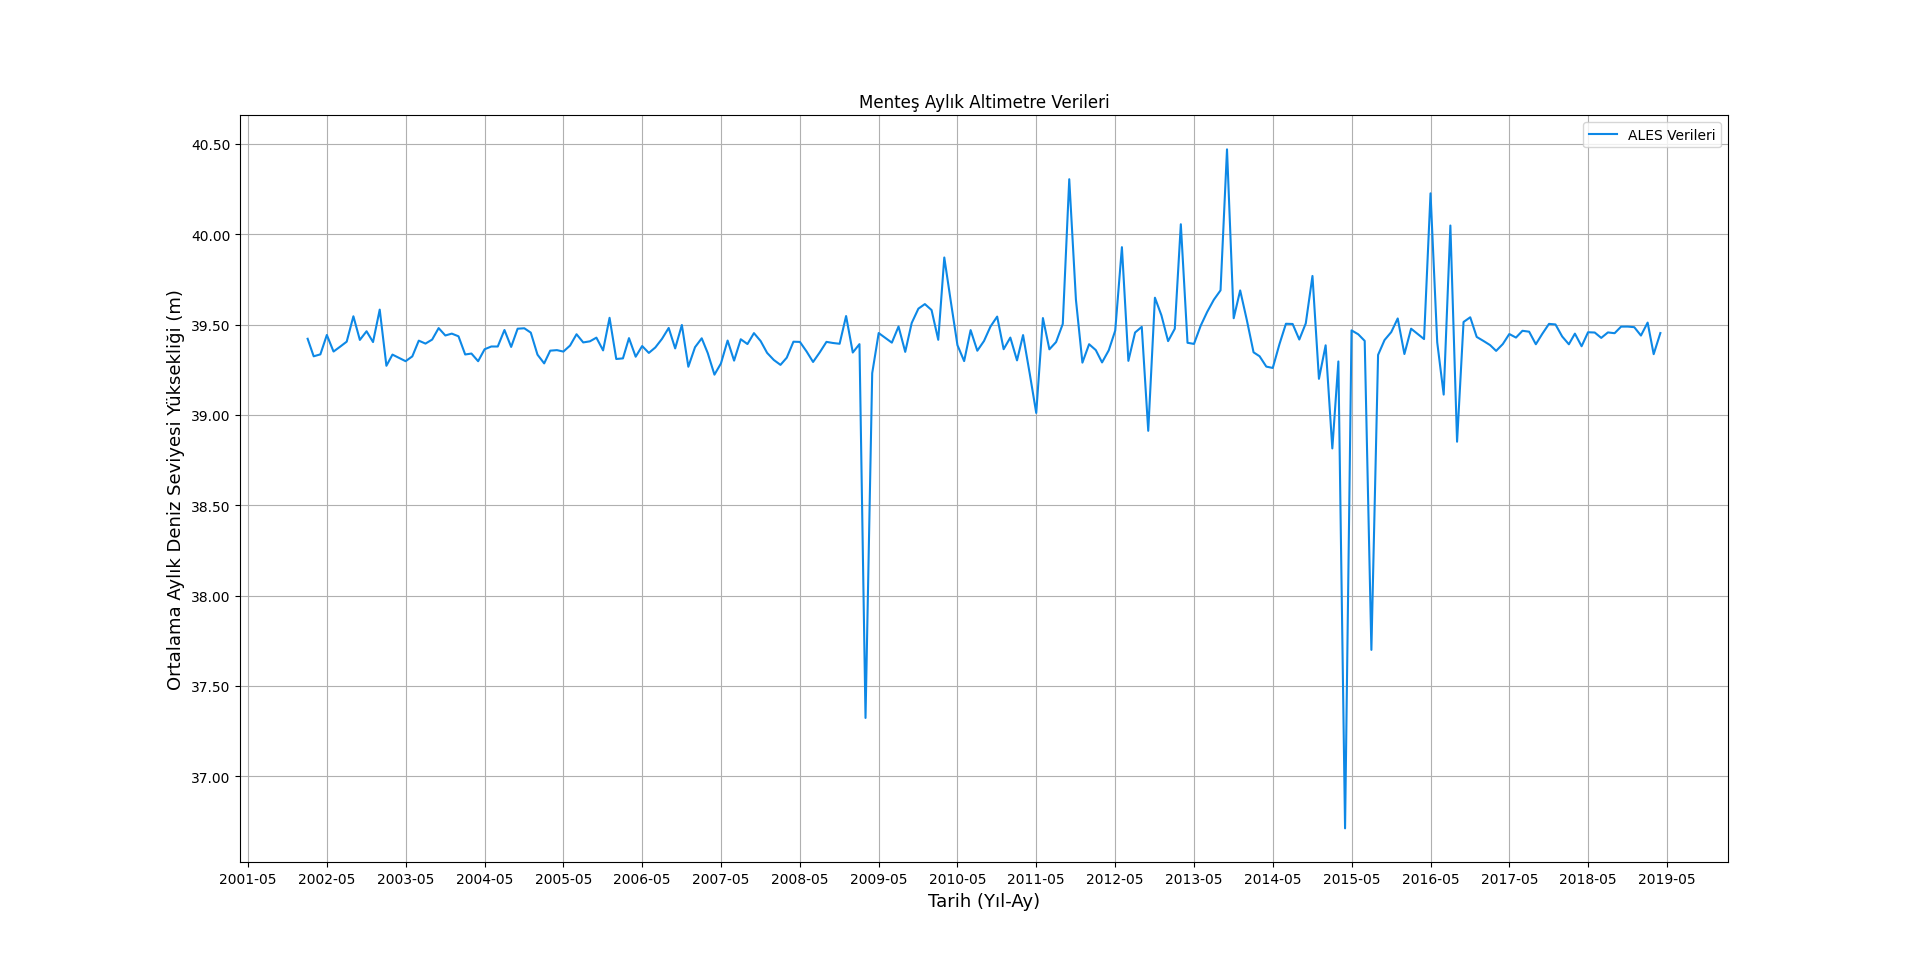 Menteş Aylık Altimetre Verileri
ALES Verileri
Ortalama Aylık Deniz Seviyesi Yüksekliği (m)
40.50
40.00
39.50
39.00
38.50
38.00
37.50
37.00
2001-05 2002-05 2003-05 2004-05 2005-05 2006-05 2007-05 2008-05 2009-05 2010-05 2011-05 2012-05 2013-05 2014-05 2015-05 2016-05 2017-05 2018-05 2019-05
Tarih (Yıl-Ay)